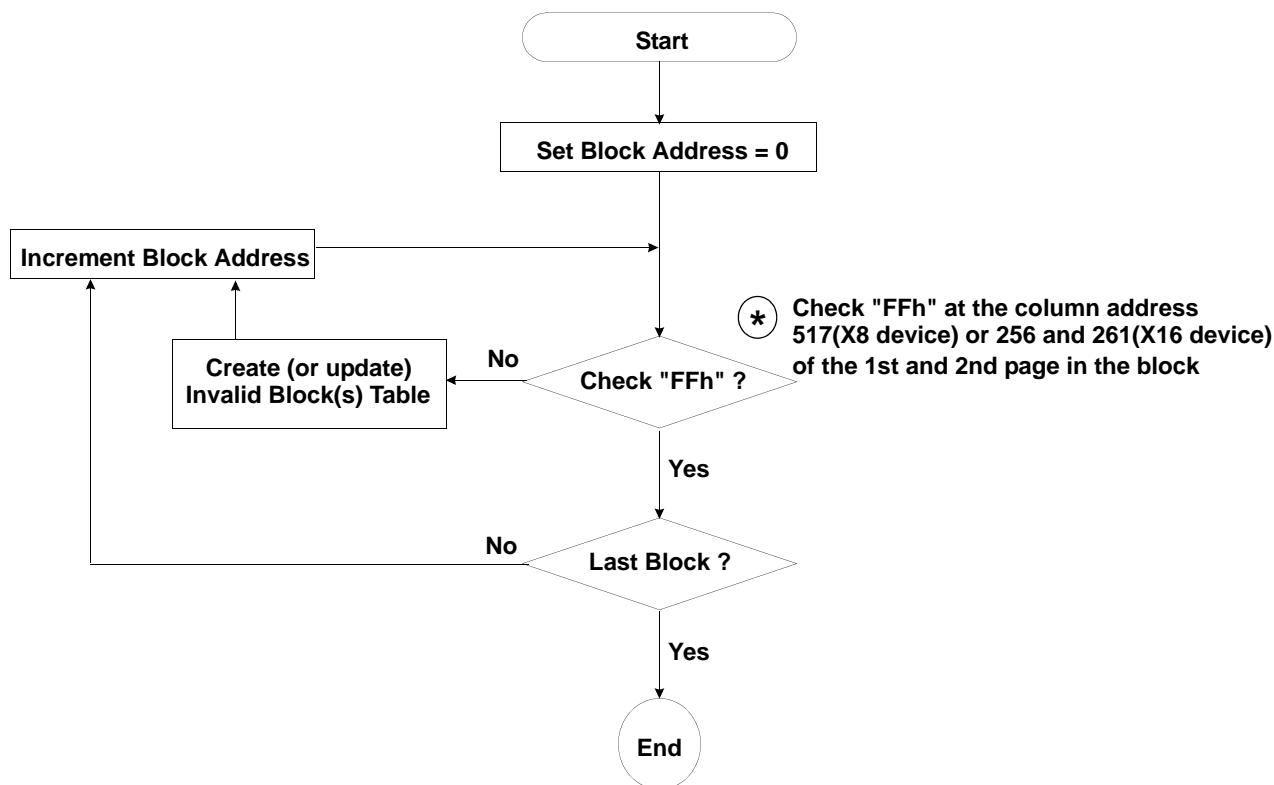 Start
Set Block Address = 0
Increment Block Address
*
Check "FFh" at the column address
517(X8 device) or 256 and 261(X16 device)
of the 1st and 2nd page in the block
No
Create (or update)
Invalid Block(s) Table
Check "FFh" ?
Yes
No
Last Block ?
Yes
End